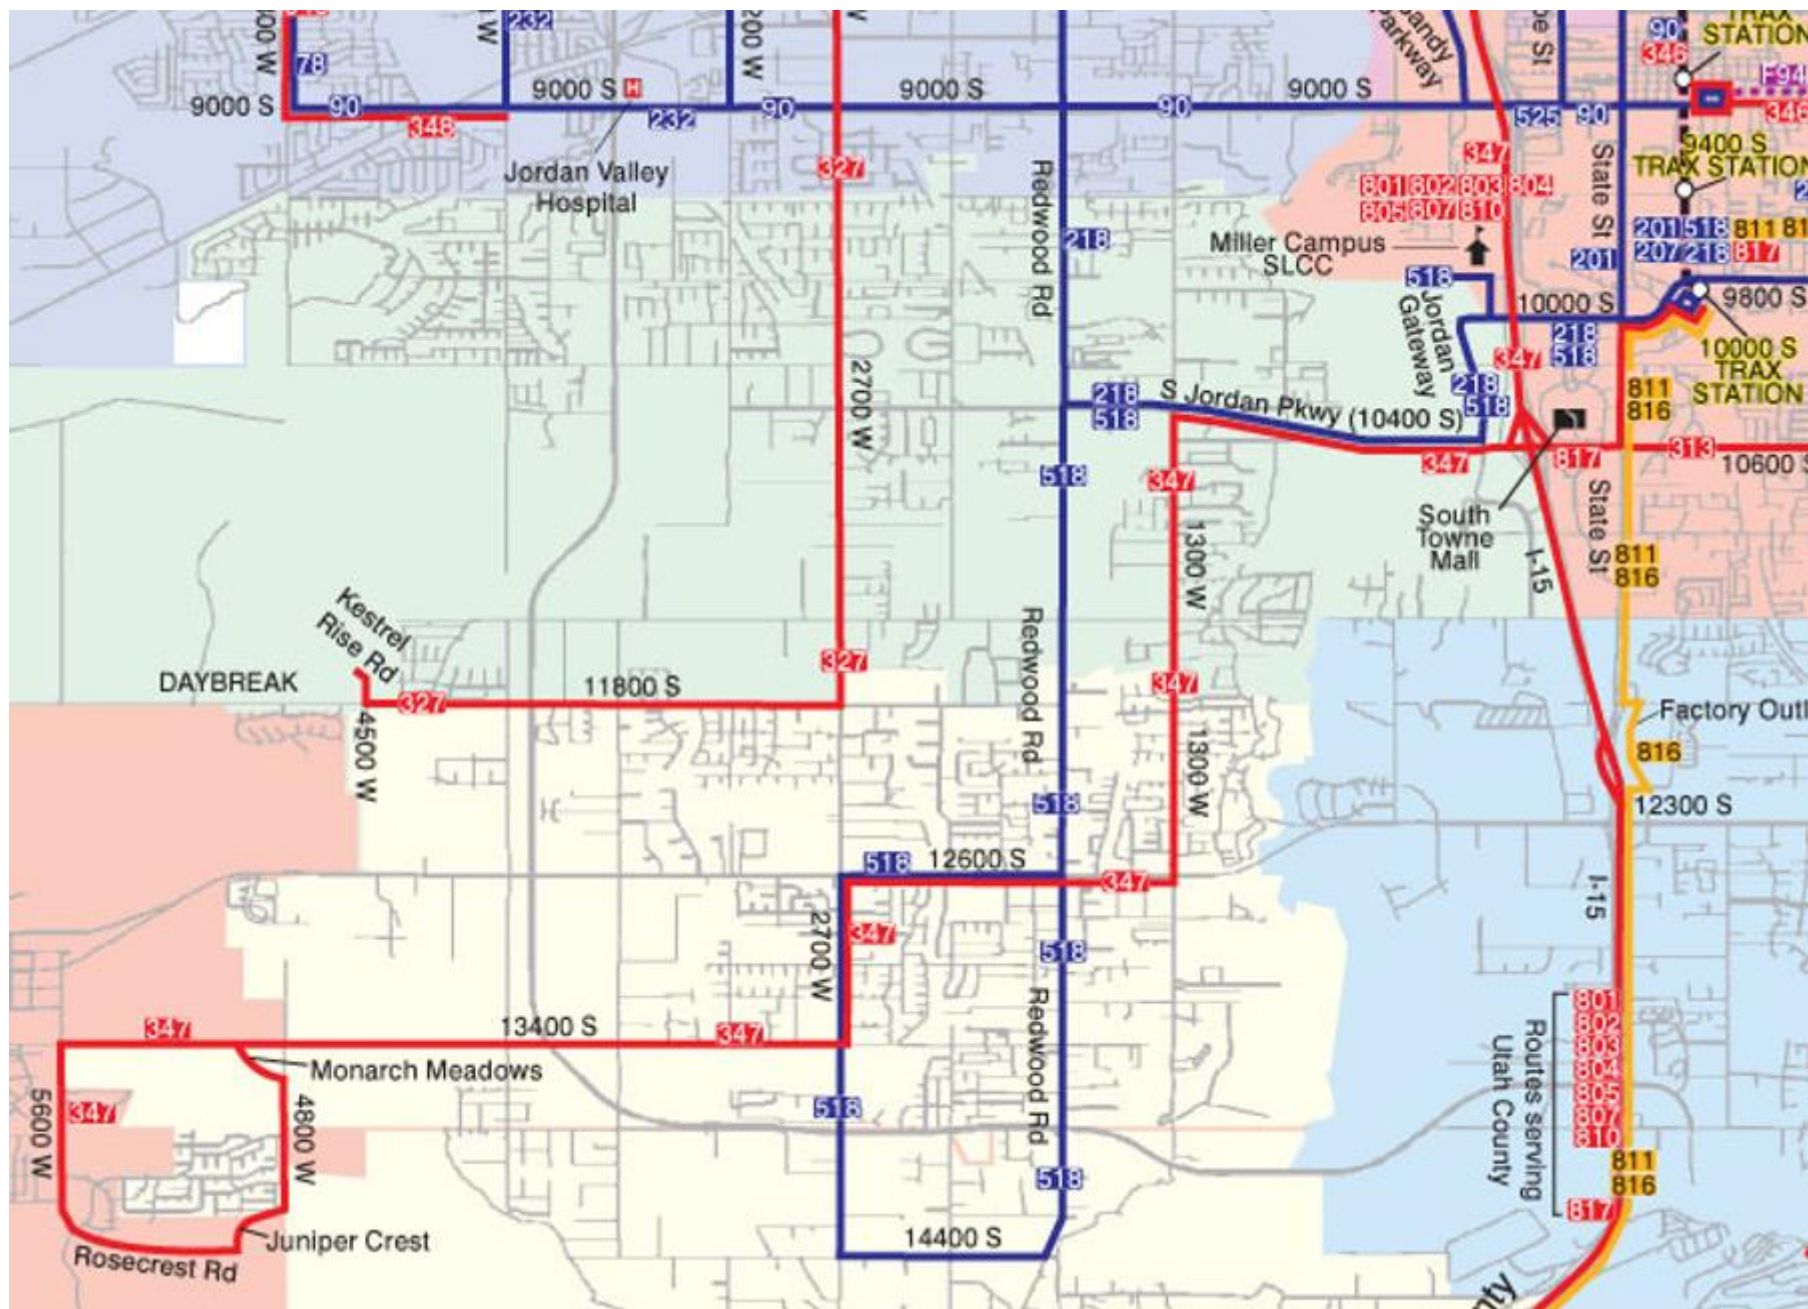 232
78
9000 S
90
348
9000 S
H
232
90
9000 S
90
9000 S
525
90
90
346
TRAX
STATION
F94
9400 S
TRAX STATION
Jordan Valley
Hospital
327
Redwood Rd
218
347
801 802 803 804
805 807 810
Miller Campus
SLCC
518
State St
201
201 518 811
207 218 817
Jordan
Gateway
10000 S
218
518
9800 S
10000 S
TRAX
STATION
347
2700 W
218
518
S Jordan Pkwy (10400 S)
218
518
811
816
518
347
347
817
313
10600 S
South
Towne
Mall
State St
I-15
1300 W
811
816
Kestrel
Rise Rd
DAYBREAK
327
11800 S
327
Redwood Rd
347
4500 W
1300 W
Factory Outl
816
12300 S
518
518
12600 S
347
2700 W
347
518
I-15
347
13400 S
347
Monarch Meadows
5600 W
347
4800 W
518
Redwood Rd
518
Routes serving
Utah County
801
802
803
804
805
807
810
811
816
817
Juniper Crest
Rosecrest Rd
14400 S